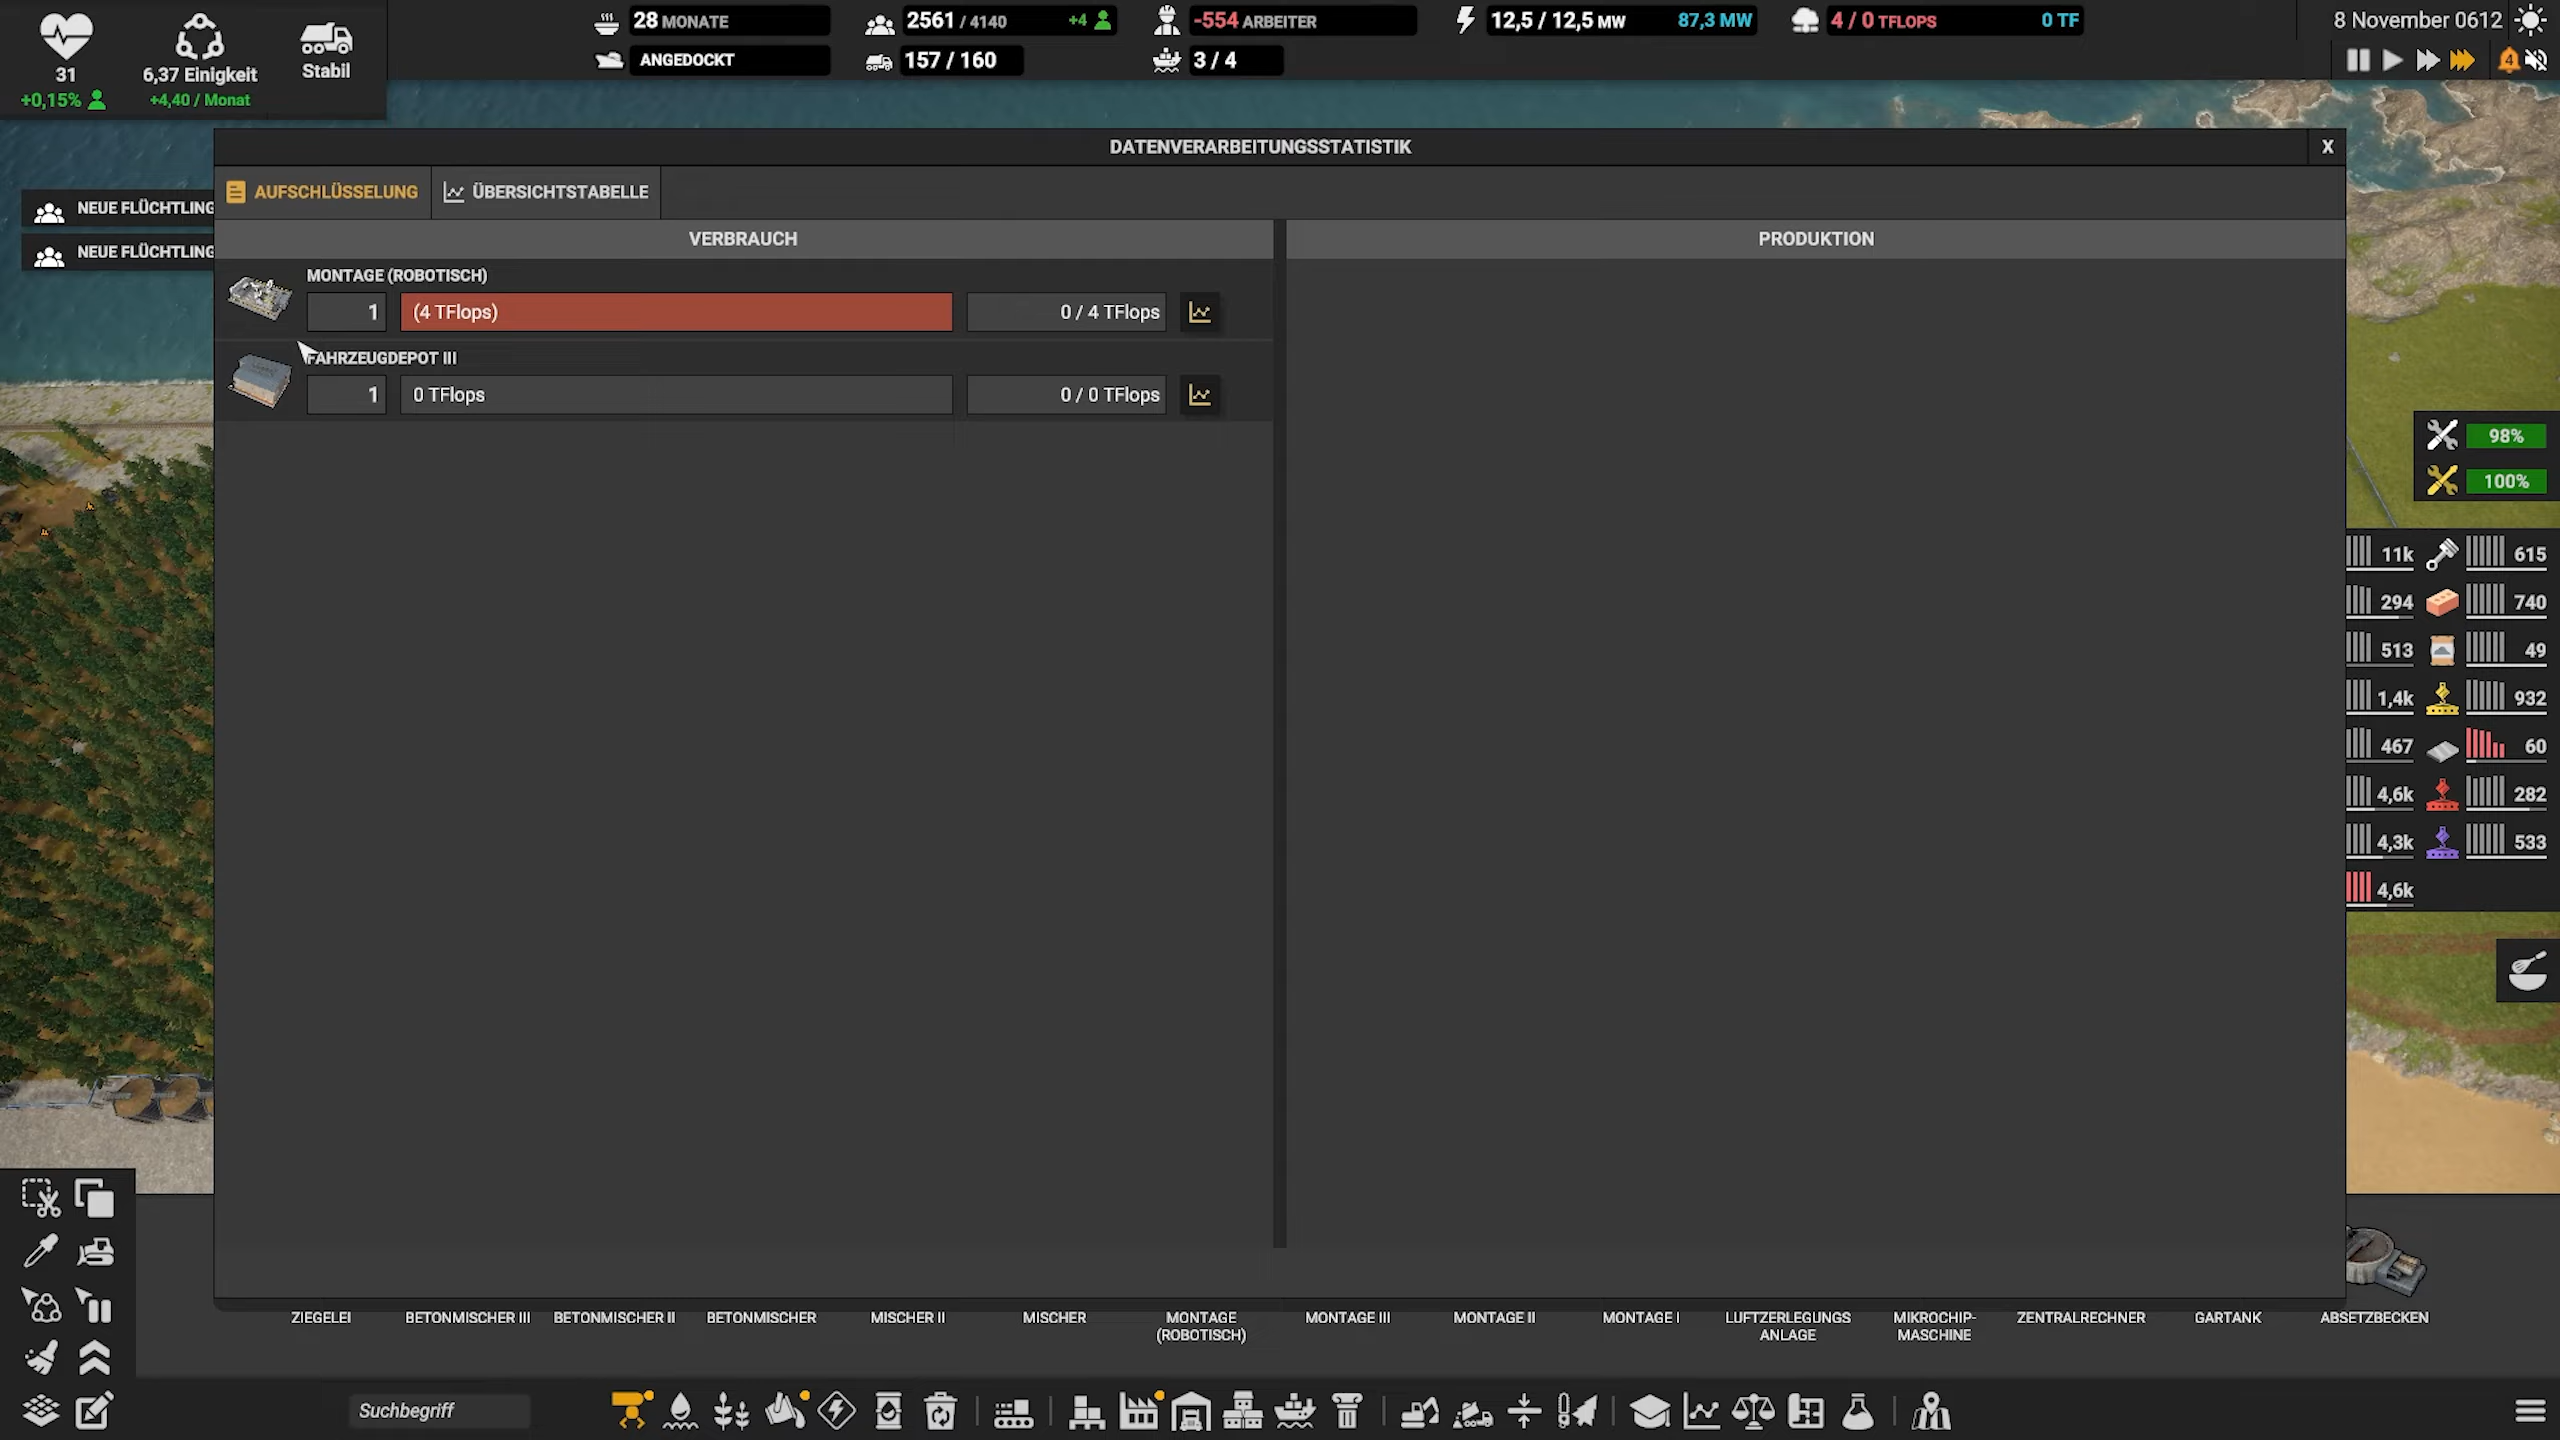 28 MONATE
2561 / 4140
+4
-554 ARBEITER
12,5 / 12,5 MW
87,3 MW
4 / 0 TFLOPS
0 TF
8 November 0612
31
6,37 Einigkeit
Stabil
+0,15%
+4,40 / Monat
ANGEDOCKT
157 / 160
3 / 4
4
DATENVERARBEITUNGSSTATISTIK
X
AUFSCHLÜSSELUNG
ÜBERSICHTSTABELLE
NEUE FLÜCHTLING
NEUE FLÜCHTLING
VERBRAUCH
PRODUKTION
MONTAGE (ROBOTISCH)
1
(4 TFlops)
0 / 4 TFlops
FAHRZEUGDEPOT III
1
0 TFlops
0 / 0 TFlops
98%
100%
11k
615
294
740
513
49
1,4k
932
467
60
4,6k
282
4,3k
533
4,6k
ZIEGELEI
BETONMISCHER III
BETONMISCHER II
BETONMISCHER
MISCHER II
MISCHER
MONTAGE
(ROBOTISCH)
MONTAGE III
MONTAGE II
MONTAGE I
LUFTZERLEGUNGS
ANLAGE
MIKROCHIP-
MASCHINE
ZENTRALRECHNER
GARTANK
ABSETZBECKEN
Suchbegriff